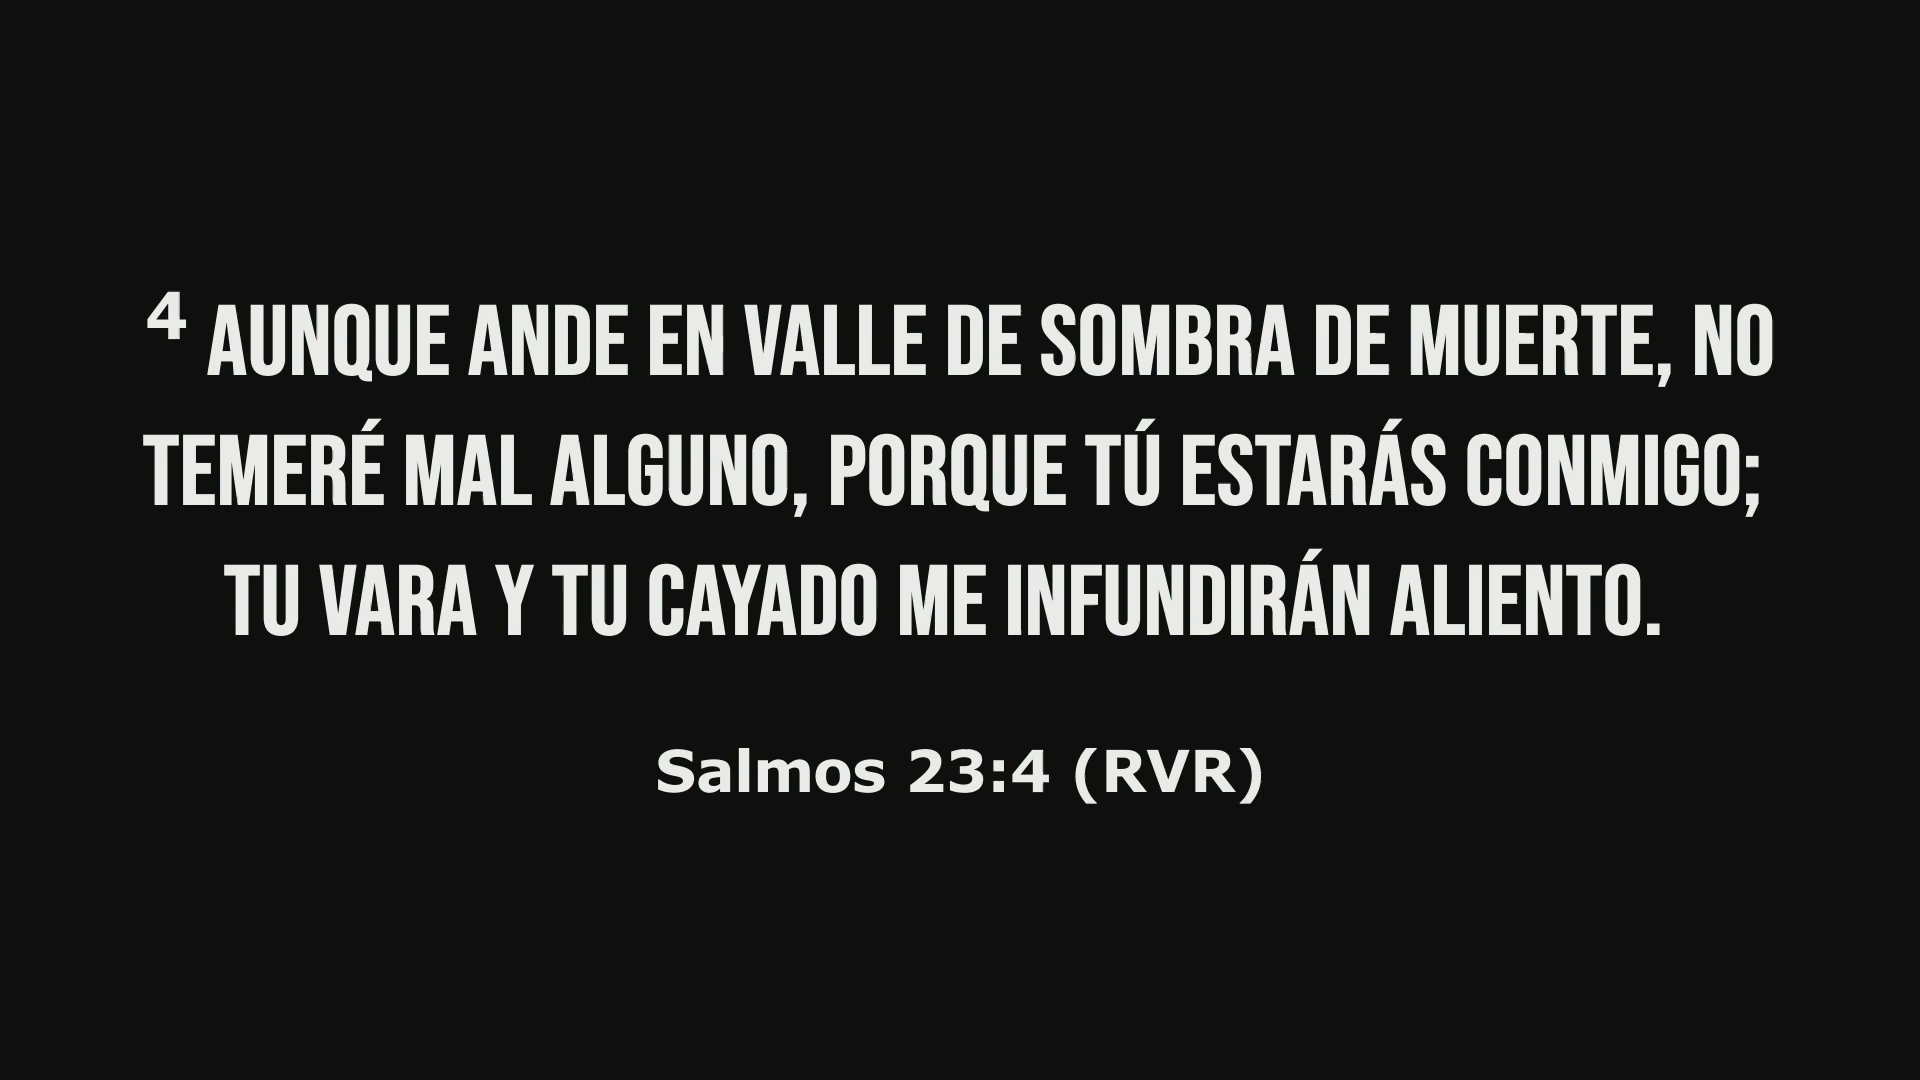 ⁴ AUNQUE ANDE EN VALLE DE SOMBRA DE MUERTE, NO
TEMERÉ MAL ALGUNO, PORQUE TÚ ESTARÁS CONMIGO;
TU VARA Y TU CAYADO ME INFUNDIRÁN ALIENTO.
Salmos 23:4 (RVR)